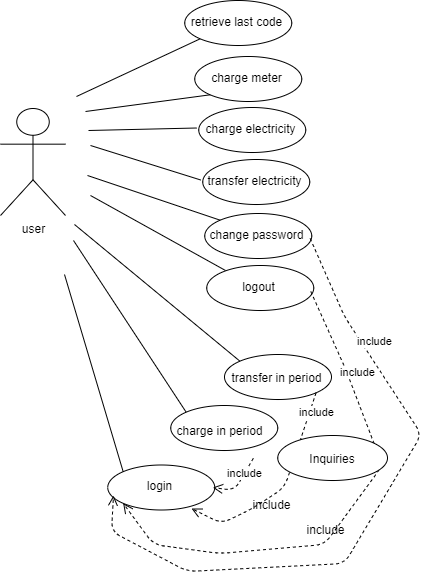 retrieve last code
charge meter
charge electricity
transfer electricity
user
change password
logout
include
include
transfer in period
include
charge in period
Inquiries
include
login
include
include